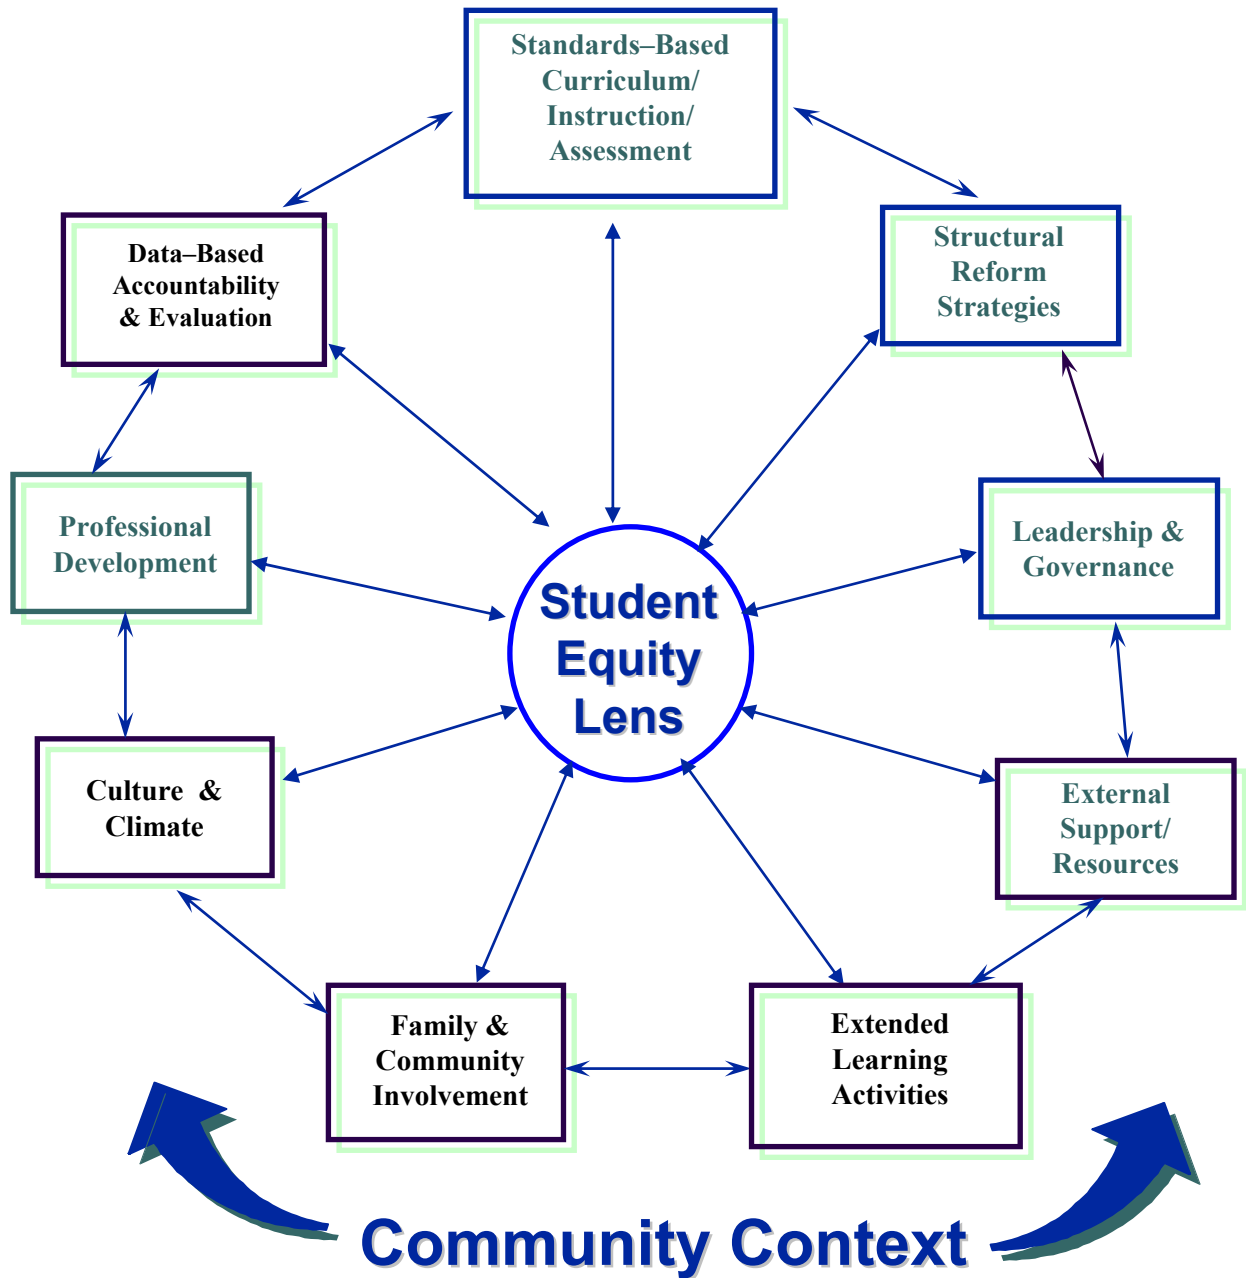 Standards–Based
Curriculum/
Instruction/
Assessment
Data–Based
Accountability
& Evaluation
Structural
Reform
Strategies
Professional
Development
Leadership &
Governance
Student
Equity
Lens
Culture &
Climate
External
Support/
Resources
Family &
Community
Involvement
Extended
Learning
Activities
Community Context